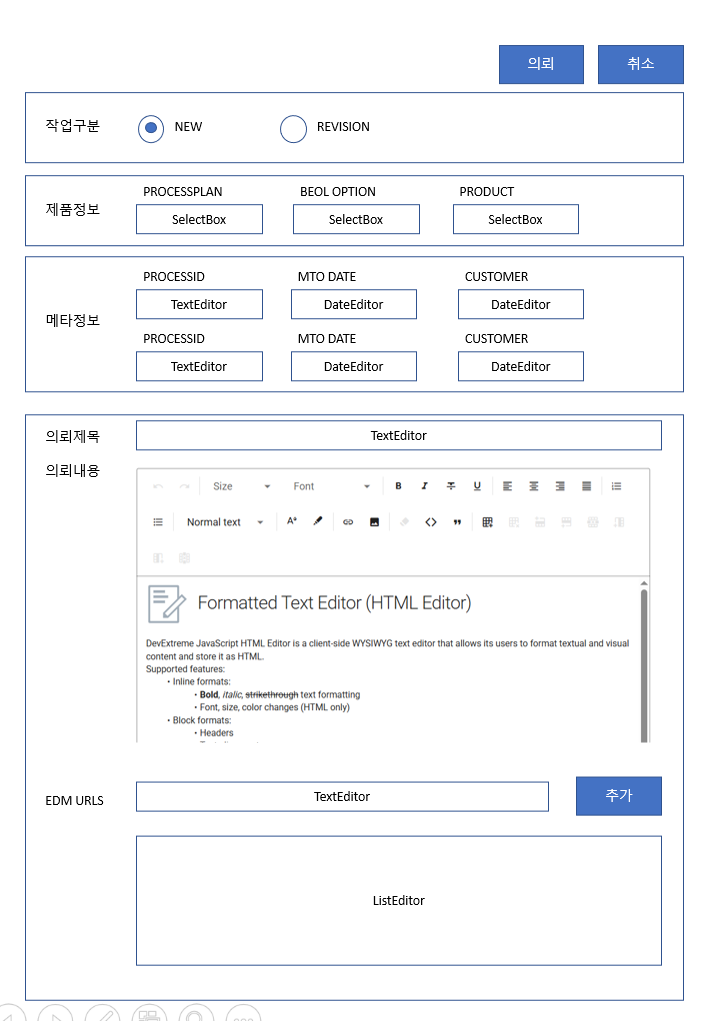 의뢰 취소
작업구분 NEW REVISION
PROCESSPLAN BEOL OPTION PRODUCT
제품정보 SelectBox SelectBox SelectBox
PROCESSID MTO DATE CUSTOMER
TextEditor DateEditor DateEditor
메타정보
PROCESSID MTO DATE CUSTOMER
TextEditor DateEditor DateEditor
의뢰제목 TextEditor
의뢰내용
Size Font B I T U
Normal text A
Formatted Text Editor (HTML Editor)
DevExtreme JavaScript HTML Editor is a client-side WYSIWYG text editor that allows its users to format textual and visual
content and store it as HTML.
Supported features:
• Inline formats:
• Bold, italic, strikethrough text formatting
• Font, size, color changes (HTML only)
• Block formats:
• Headers
EDM URLS TextEditor 추가
ListEditor